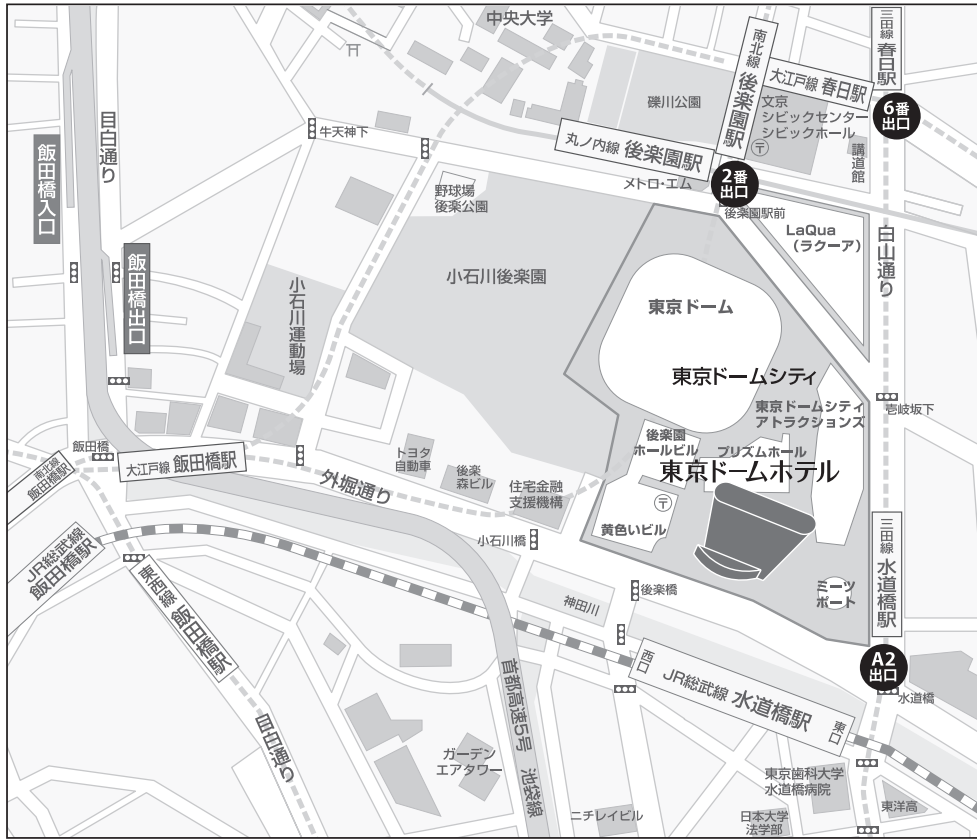 中央大学
三田線 春日駅
南北線 後楽園駅
大江戸線 春日駅
6番
出口
礫川公園
文京
シビックセンター
シビックホール
講道館
目白通り
牛天神下
丸ノ内線 後楽園駅
メトロ・エム
2番
出口
後楽園駅前
飯田橋入口
野球場
後楽公園
LaQua
(ラクーア)
白山通り
飯田橋出口
小石川運動場
小石川後楽園
東京ドーム
東京ドームシティ
東京ドームシティ
アトラクションズ
壱岐坂下
飯田橋
大江戸線 飯田橋駅
南北線
飯田橋駅
トヨタ
自動車
後楽
森ビル
外堀通り
住宅金融
支援機構
後楽園
ホールビル
プリズムホール
東京ドームホテル
〒
黄色いビル
小石川橋
JR総武線
飯田橋駅
東西線 飯田橋駅
神田川
後楽橋
ミーツ
ポート
三田線 水道橋駅
A2
出口
水道橋
西口
JR総武線 水道橋駅
東口
目白通り
首都高速5号 池袋線
ガーデン
エアタワー
ニチレイビル
東京歯科大学
水道橋病院
日本大学
法学部
東洋高